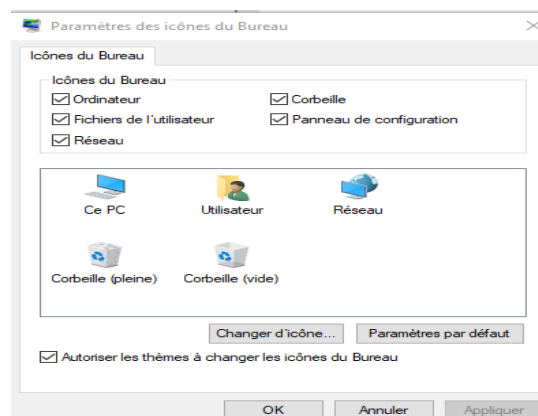 Paramètres des icônes du Bureau
Icônes du Bureau
Icônes du Bureau
Ordinateur
Corbeille
Fichiers de l'utilisateur
Panneau de configuration
Réseau
Ce PC
Utilisateur
Réseau
Corbeille (pleine)
Corbeille (vide)
Changer d'icône...
Paramètres par défaut
Autoriser les thèmes à changer les icônes du Bureau
OK
Annuler
Appliquer